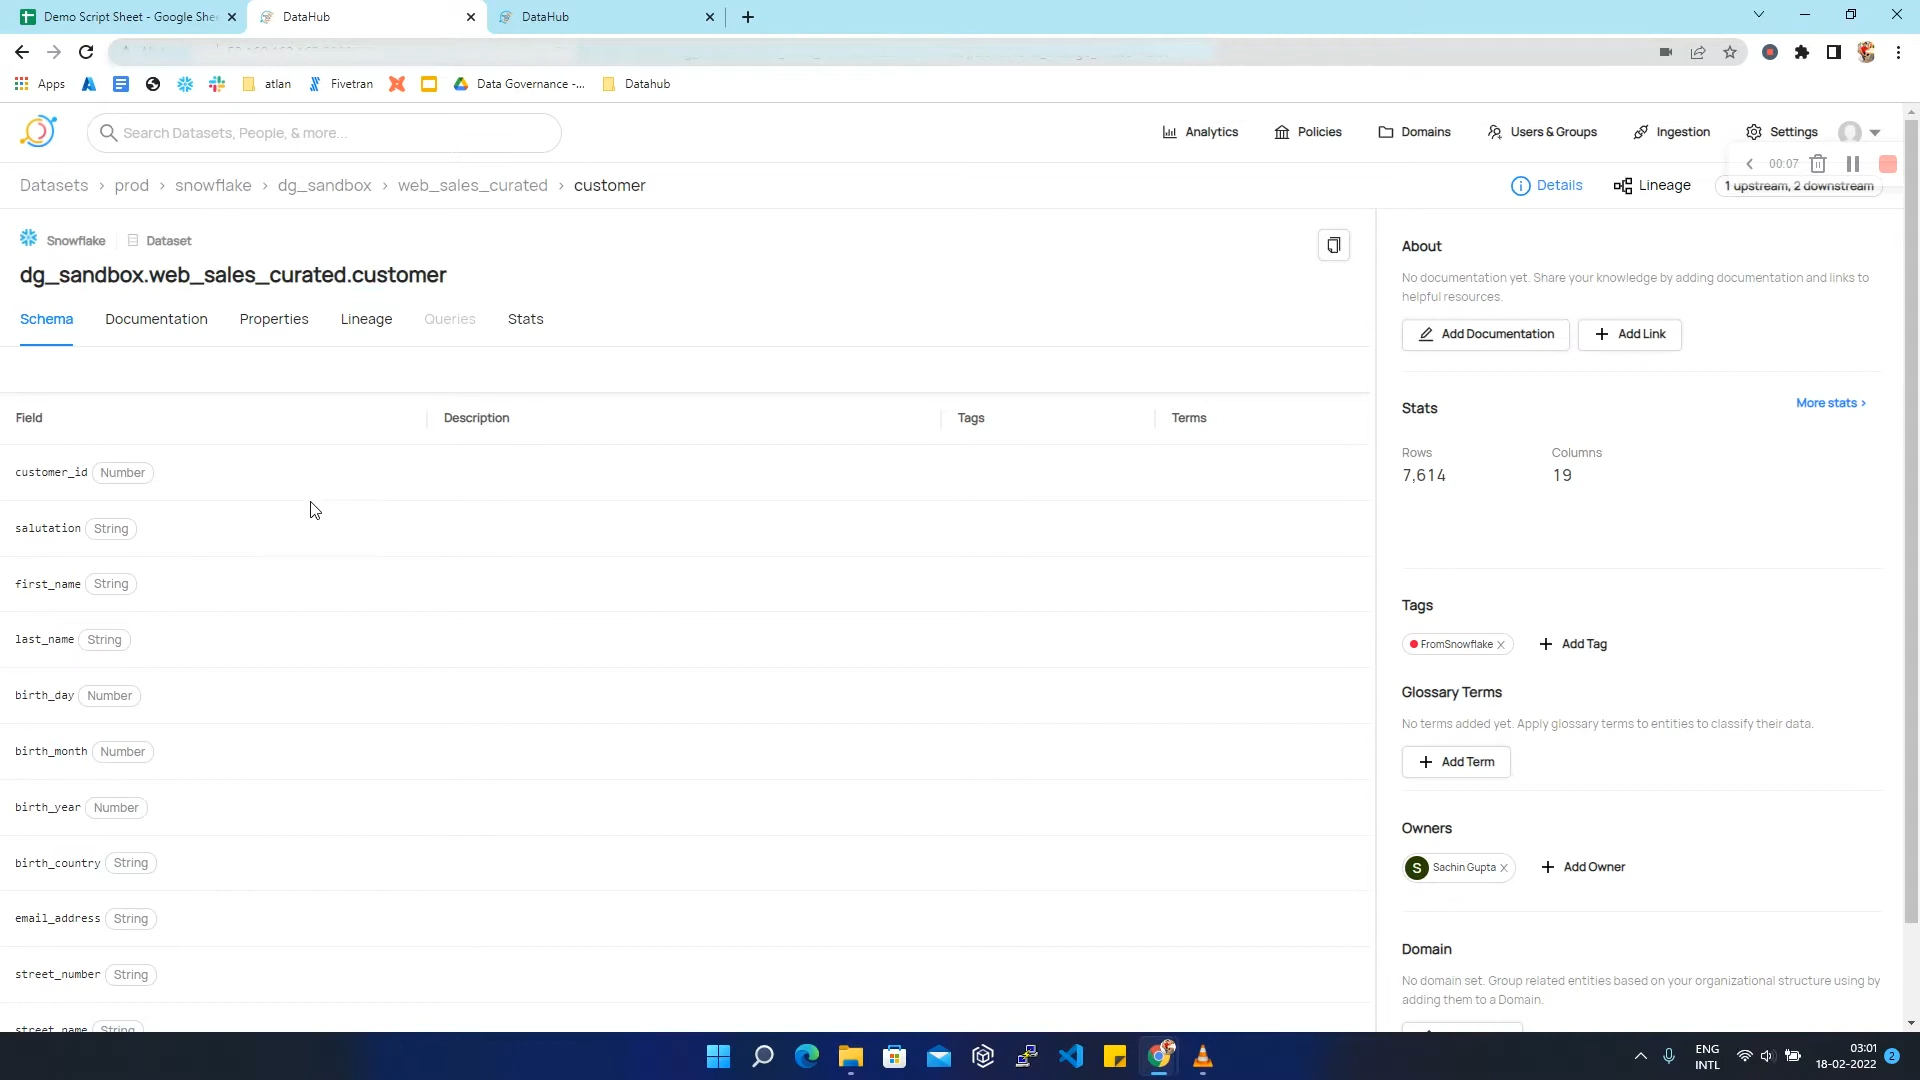 Demo Script Sheet - Google She
DataHub
DataHub
Apps
atlan
Fivetran
Data Governance -...
Datahub
Search Datasets, People, & more...
Analytics
Policies
Domains
Users & Groups
Ingestion
Settings
00:07
Datasets > prod > snowflake > dg_sandbox > web_sales_curated > customer
Details
Lineage
1 upstream, 2 downstream
Snowflake
Dataset
dg_sandbox.web_sales_curated.customer
Schema
Documentation
Properties
Lineage
Queries
Stats
Field
Description
Tags
Terms
customer_id Number
salutation String
first_name String
last_name String
birth_day Number
birth_month Number
birth_year Number
birth_country String
email_address String
street_number String
street_name String
About
No documentation yet. Share your knowledge by adding documentation and links to
helpful resources.
Add Documentation
+ Add Link
Stats
More stats >
Rows
Columns
7,614
19
Tags
FromSnowflake
+ Add Tag
Glossary Terms
No terms added yet. Apply glossary terms to entities to classify their data.
+ Add Term
Owners
S
Sachin Gupta
+ Add Owner
Domain
No domain set. Group related entities based on your organizational structure using by
adding them to a Domain.
ENG
INTL
03:01
18-02-2022
2